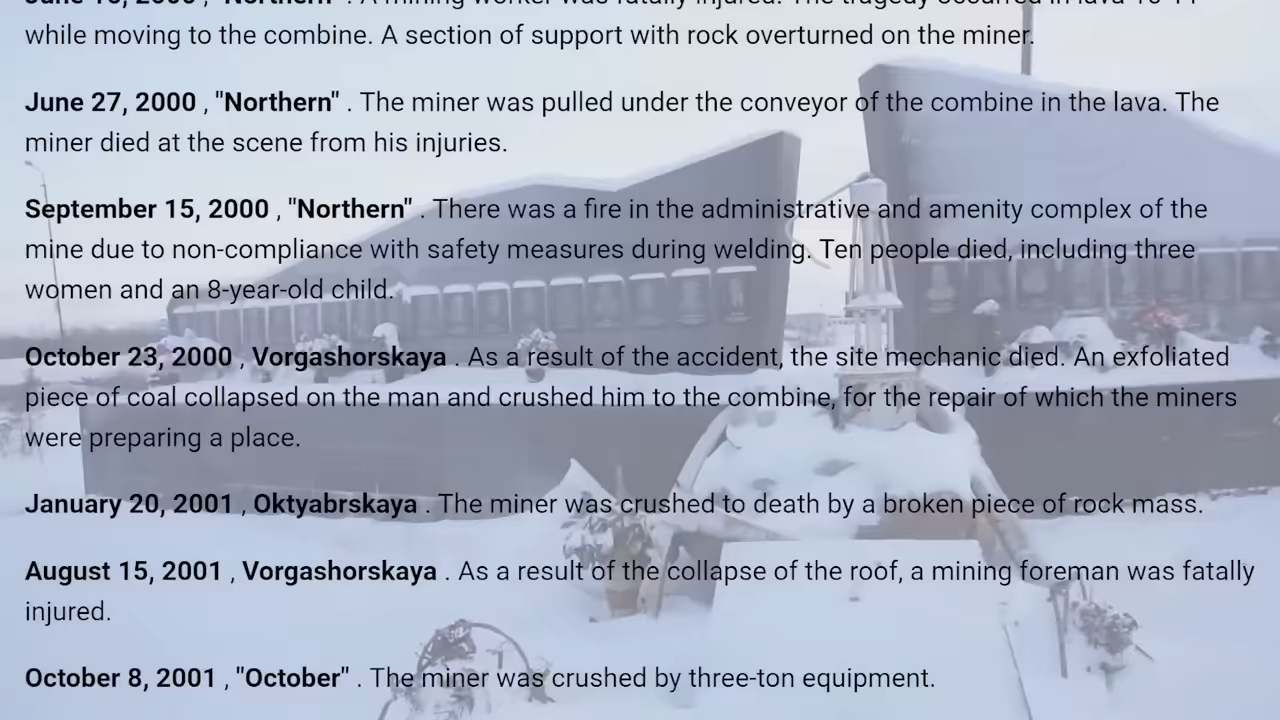 while moving to the combine. A section of support with rock overturned on the miner.
June 27, 2000 , "Northern" . The miner was pulled under the conveyor of the combine in the lava. The
miner died at the scene from his injuries.
September 15, 2000 , "Northern" . There was a fire in the administrative and amenity complex of the
mine due to non-compliance with safety measures during welding. Ten people died, including three
women and an 8-year-old child.
October 23, 2000 , Vorgashorskaya . As a result of the accident, the site mechanic died. An exfoliated
piece of coal collapsed on the man and crushed him to the combine, for the repair of which the miners
were preparing a place.
January 20, 2001 , Oktyabrskaya . The miner was crushed to death by a broken piece of rock mass.
August 15, 2001 , Vorgashorskaya . As a result of the collapse of the roof, a mining foreman was fatally
injured.
October 8, 2001 , "October" . The miner was crushed by three-ton equipment.